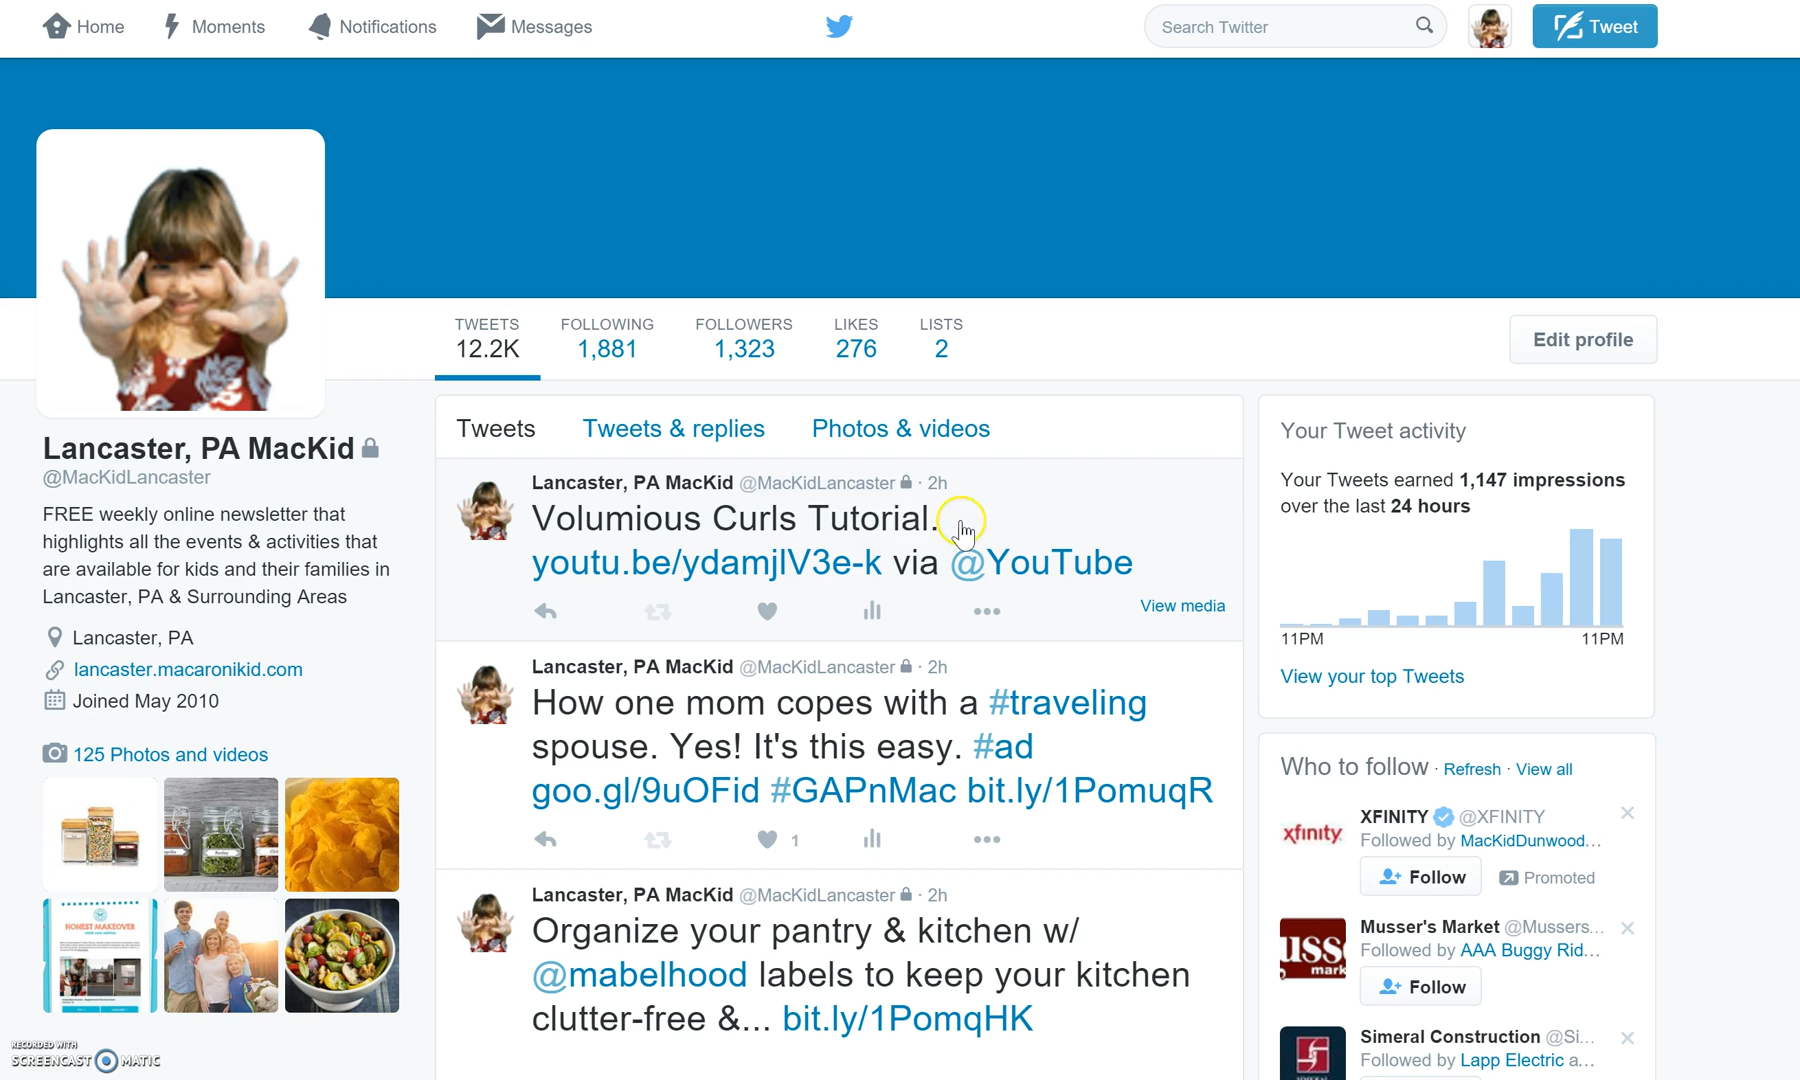 Home Moments Notifications Messages Search Twitter Tweet
TWEETS FOLLOWING FOLLOWERS LIKES LISTS
12.2K 1,881 1,323 276 2
Edit profile
Lancaster, PA MacKid
@MacKidLancaster
FREE weekly online newsletter that
highlights all the events & activities that
are available for kids and their families in
Lancaster, PA & Surrounding Areas
Lancaster, PA
lancaster.macaronikid.com
Joined May 2010
125 Photos and videos
HONEST MAKEOVER
RECORDED WITH
SCREENCAST MATIC
Tweets Tweets & replies Photos & videos
Lancaster, PA MacKid @MacKidLancaster · 2h
Volumious Curls Tutorial.
youtu.be/ydamjlV3e-k via @YouTube
View media
Lancaster, PA MacKid @MacKidLancaster · 2h
How one mom copes with a #traveling
spouse. Yes! It's this easy. #ad
goo.gl/9uOFid #GAPnMac bit.ly/1PomuqR
1
Lancaster, PA MacKid @MacKidLancaster · 2h
Organize your pantry & kitchen w/
@mabelhood labels to keep your kitchen
clutter-free &... bit.ly/1PomqHK
Your Tweet activity
Your Tweets earned 1,147 impressions
over the last 24 hours
11PM 11PM
View your top Tweets
Who to follow · Refresh · View all
xfinity
XFINITY @XFINITY
Followed by MacKidDunwood...
Follow Promoted
Musser's Market @Mussers...
Followed by AAA Buggy Rid...
Follow
Simeral Construction @Si...
Followed by Lapp Electric a...